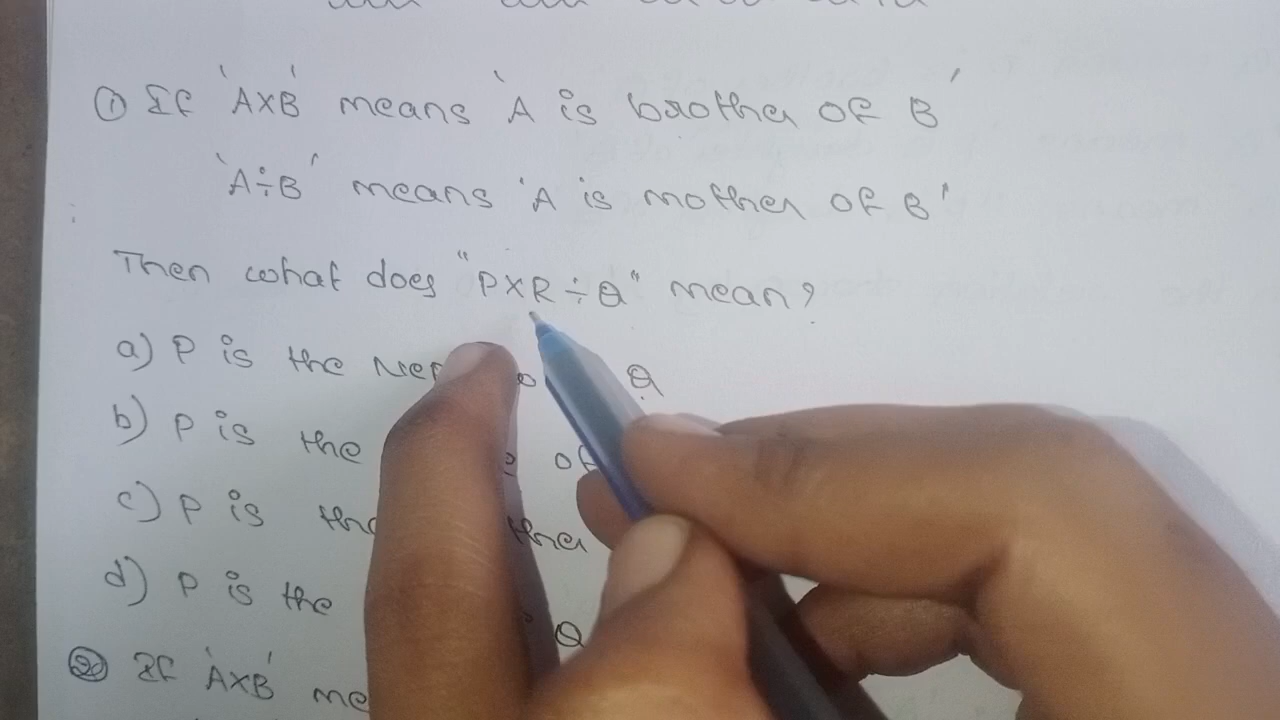 ① If 'A×B' means 'A is brother of B'
'A÷B' means 'A is mother of B'
Then what does "P×R÷Q" mean?
a) P is the Q
b) P is the of
c) P is
d) P is the Q
② If 'A×B'